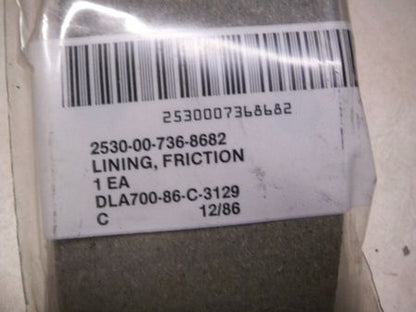 2530007368682
2530-00-736-8682
LINING, FRICTION
1 EA
DLA700-86-C-3129
C 12/86